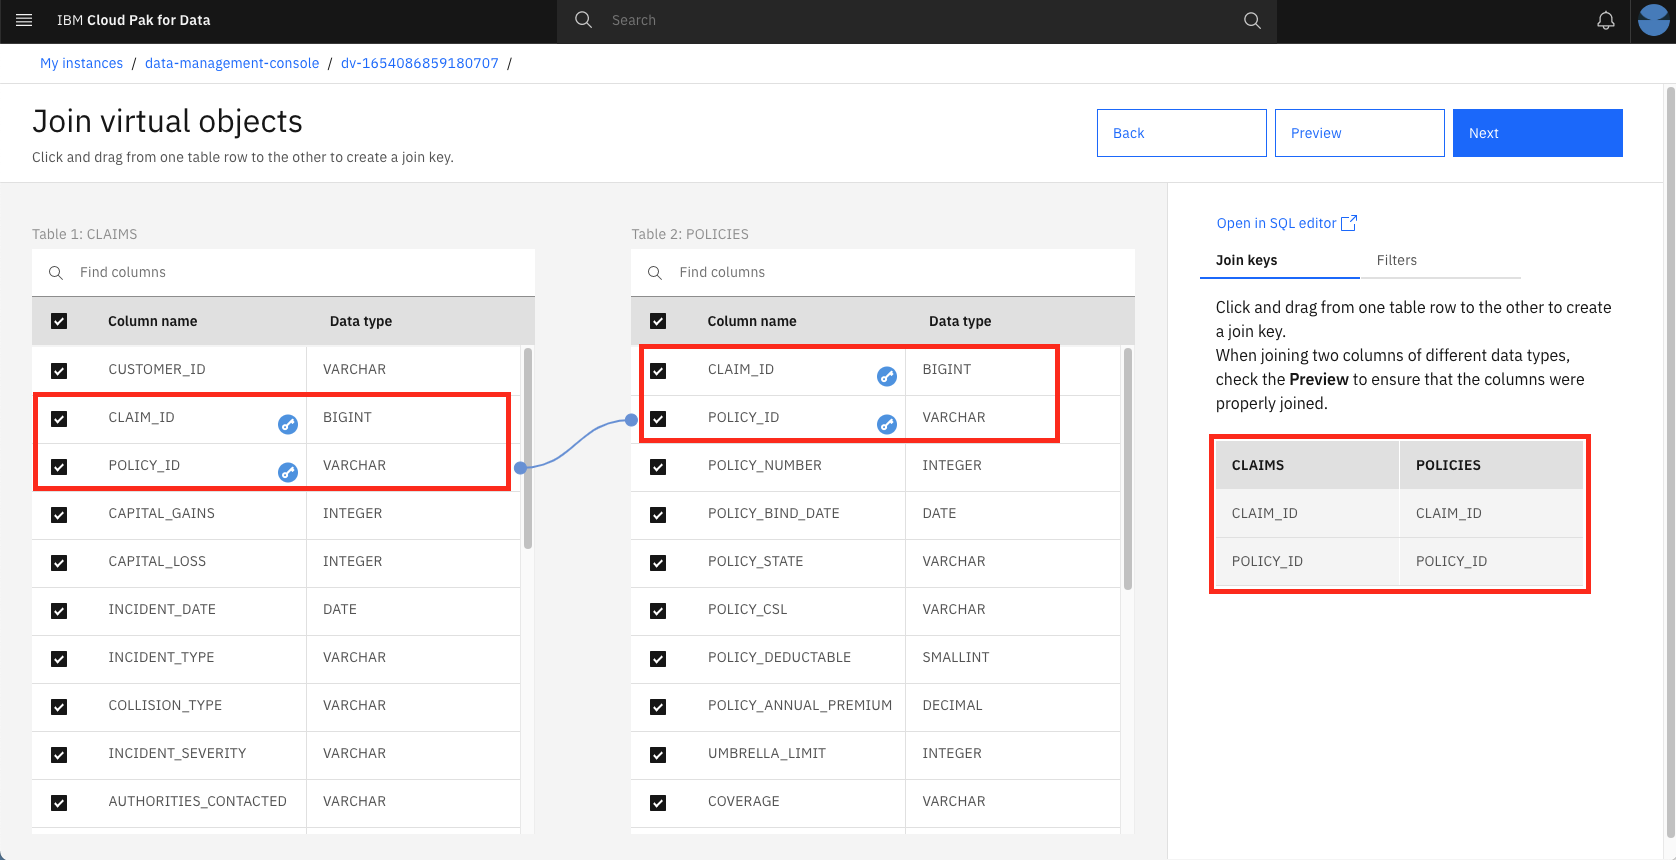 IBM Cloud Pak for Data
Search
My instances / data-management-console / dv-1654086859180707 /
Join virtual objects
Click and drag from one table row to the other to create a join key.
Back
Preview
Next
Table 1: CLAIMS
Find columns
Column name Data type
CUSTOMER_ID VARCHAR
CLAIM_ID BIGINT
POLICY_ID VARCHAR
CAPITAL_GAINS INTEGER
CAPITAL_LOSS INTEGER
INCIDENT_DATE DATE
INCIDENT_TYPE VARCHAR
COLLISION_TYPE VARCHAR
INCIDENT_SEVERITY VARCHAR
AUTHORITIES_CONTACTED VARCHAR
Table 2: POLICIES
Find columns
Column name Data type
CLAIM_ID BIGINT
POLICY_ID VARCHAR
POLICY_NUMBER INTEGER
POLICY_BIND_DATE DATE
POLICY_STATE VARCHAR
POLICY_CSL VARCHAR
POLICY_DEDUCTABLE SMALLINT
POLICY_ANNUAL_PREMIUM DECIMAL
UMBRELLA_LIMIT INTEGER
COVERAGE VARCHAR
Open in SQL editor
Join keys Filters
Click and drag from one table row to the other to create
a join key.
When joining two columns of different data types,
check the Preview to ensure that the columns were
properly joined.
CLAIMS POLICIES
CLAIM_ID CLAIM_ID
POLICY_ID POLICY_ID